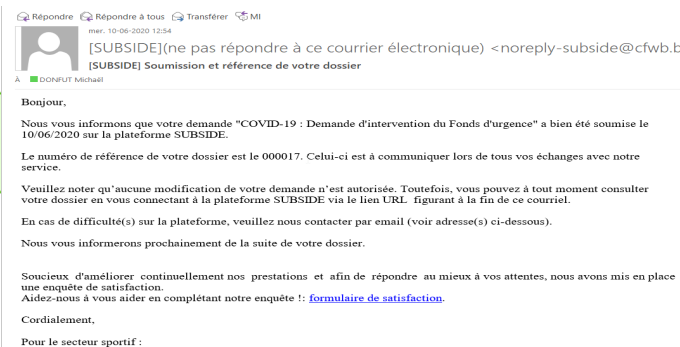 Répondre Répondre à tous Transférer MI
mer. 10-06-2020 12:54
[SUBSIDE](ne pas répondre à ce courrier électronique) <noreply-subside@cfwb.b
[SUBSIDE] Soumission et référence de votre dossier
À DONFUT Michaël
Bonjour,
Nous vous informons que votre demande "COVID-19 : Demande d'intervention du Fonds d'urgence" a bien été soumise le
10/06/2020 sur la plateforme SUBSIDE.
Le numéro de référence de votre dossier est le 000017. Celui-ci est à communiquer lors de tous vos échanges avec notre
service.
Veuillez noter qu'aucune modification de votre demande n'est autorisée. Toutefois, vous pouvez à tout moment consulter
votre dossier en vous connectant à la plateforme SUBSIDE via le lien URL figurant à la fin de ce courriel.
En cas de difficulté(s) sur la plateforme, veuillez nous contacter par email (voir adresse(s) ci-dessous).
Nous vous informerons prochainement de la suite de votre dossier.
Soucieux d'améliorer continuellement nos prestations et afin de répondre au mieux à vos attentes, nous avons mis en place
une enquête de satisfaction.
Aidez-nous à vous aider en complétant notre enquête !: formulaire de satisfaction.
Cordialement,
Pour le secteur sportif :